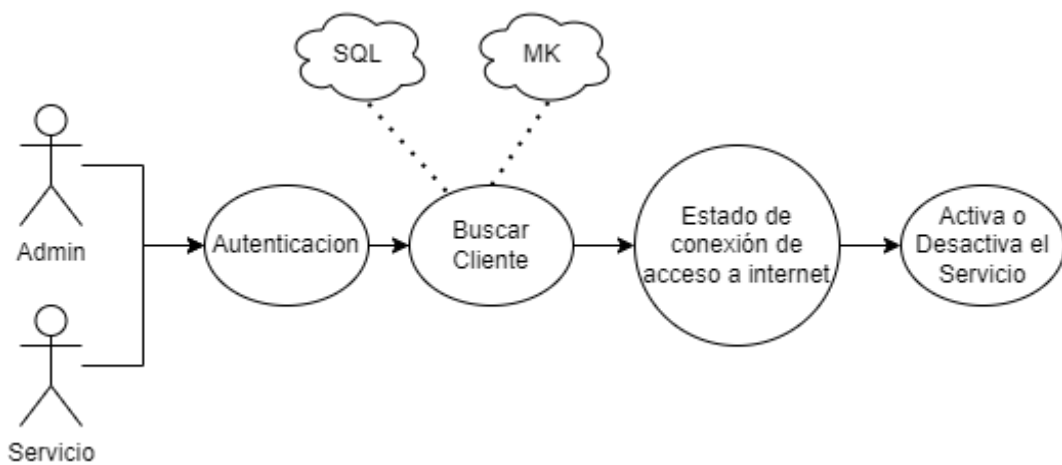 SQL
MK
Admin
Servicio
Autenticacion
Buscar
Cliente
Estado de
conexión de
acceso a internet
Activa o
Desactiva el
Servicio